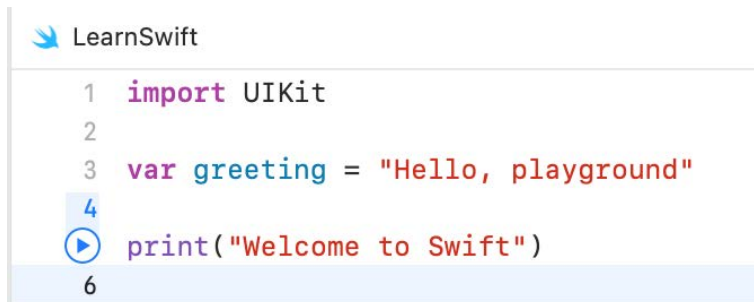 LearnSwift
1 import UIKit
2
3 var greeting = "Hello, playground"
4
print("Welcome to Swift")
6